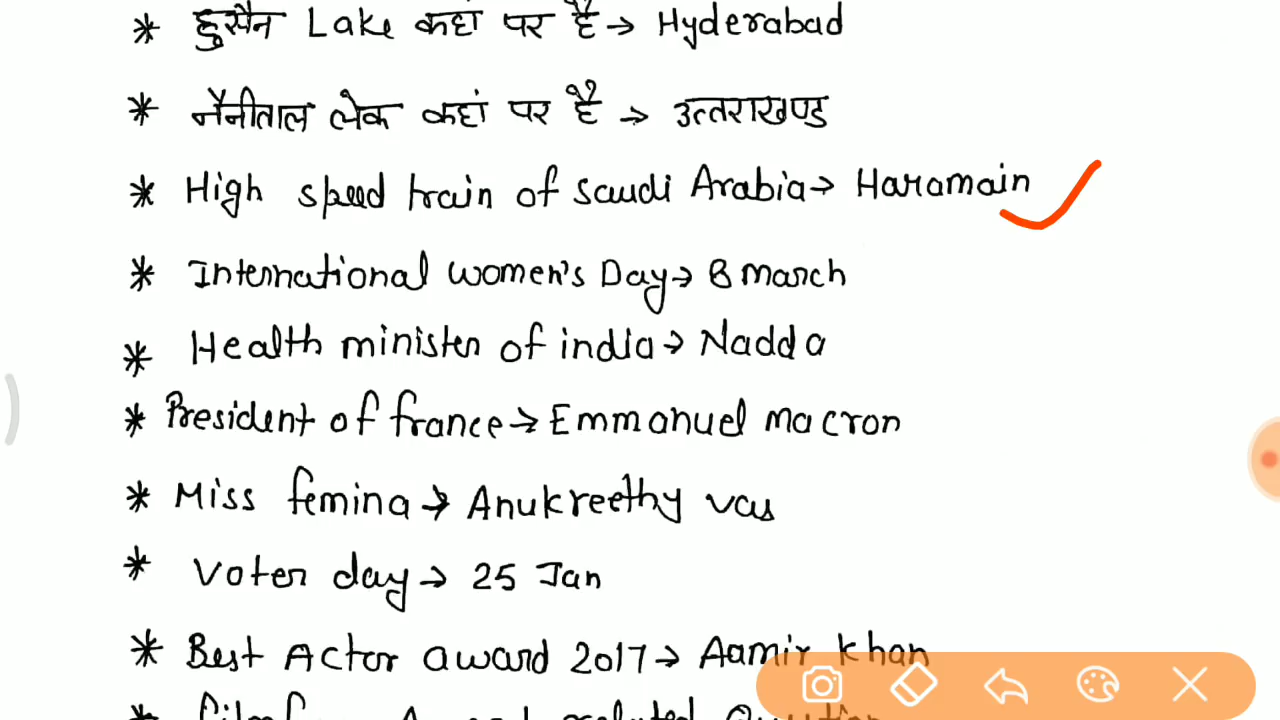 * हुसैन Lake कहां पर है → Hyderabad
* नैनीताल लेक कहां पर है → उत्तराखण्ड
* High speed train of Saudi Arabia → Haramain
* International women's Day → 8 march
* Health minister of india → Nadda
* President of france → Emmanuel macron
* Miss femina → Anukreethy vas
* Voter day → 25 Jan
* Best Actor award 2017 → Aamir khan